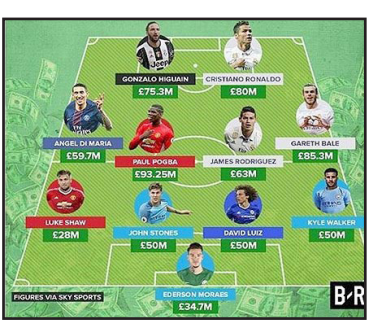 Jeep
GONZALO HIGUAIN
£75.3M
CRISTIANO RONALDO
£80M
ANGEL DI MARIA
£59.7M
PAUL POGBA
£93.25M
JAMES RODRIGUEZ
£63M
GARETH BALE
£85.3M
LUKE SHAW
£28M
JOHN STONES
£50M
DAVID LUIZ
£50M
KYLE WALKER
£50M
EDERSON MORAES
£34.7M
FIGURES VIA SKY SPORTS
B/R